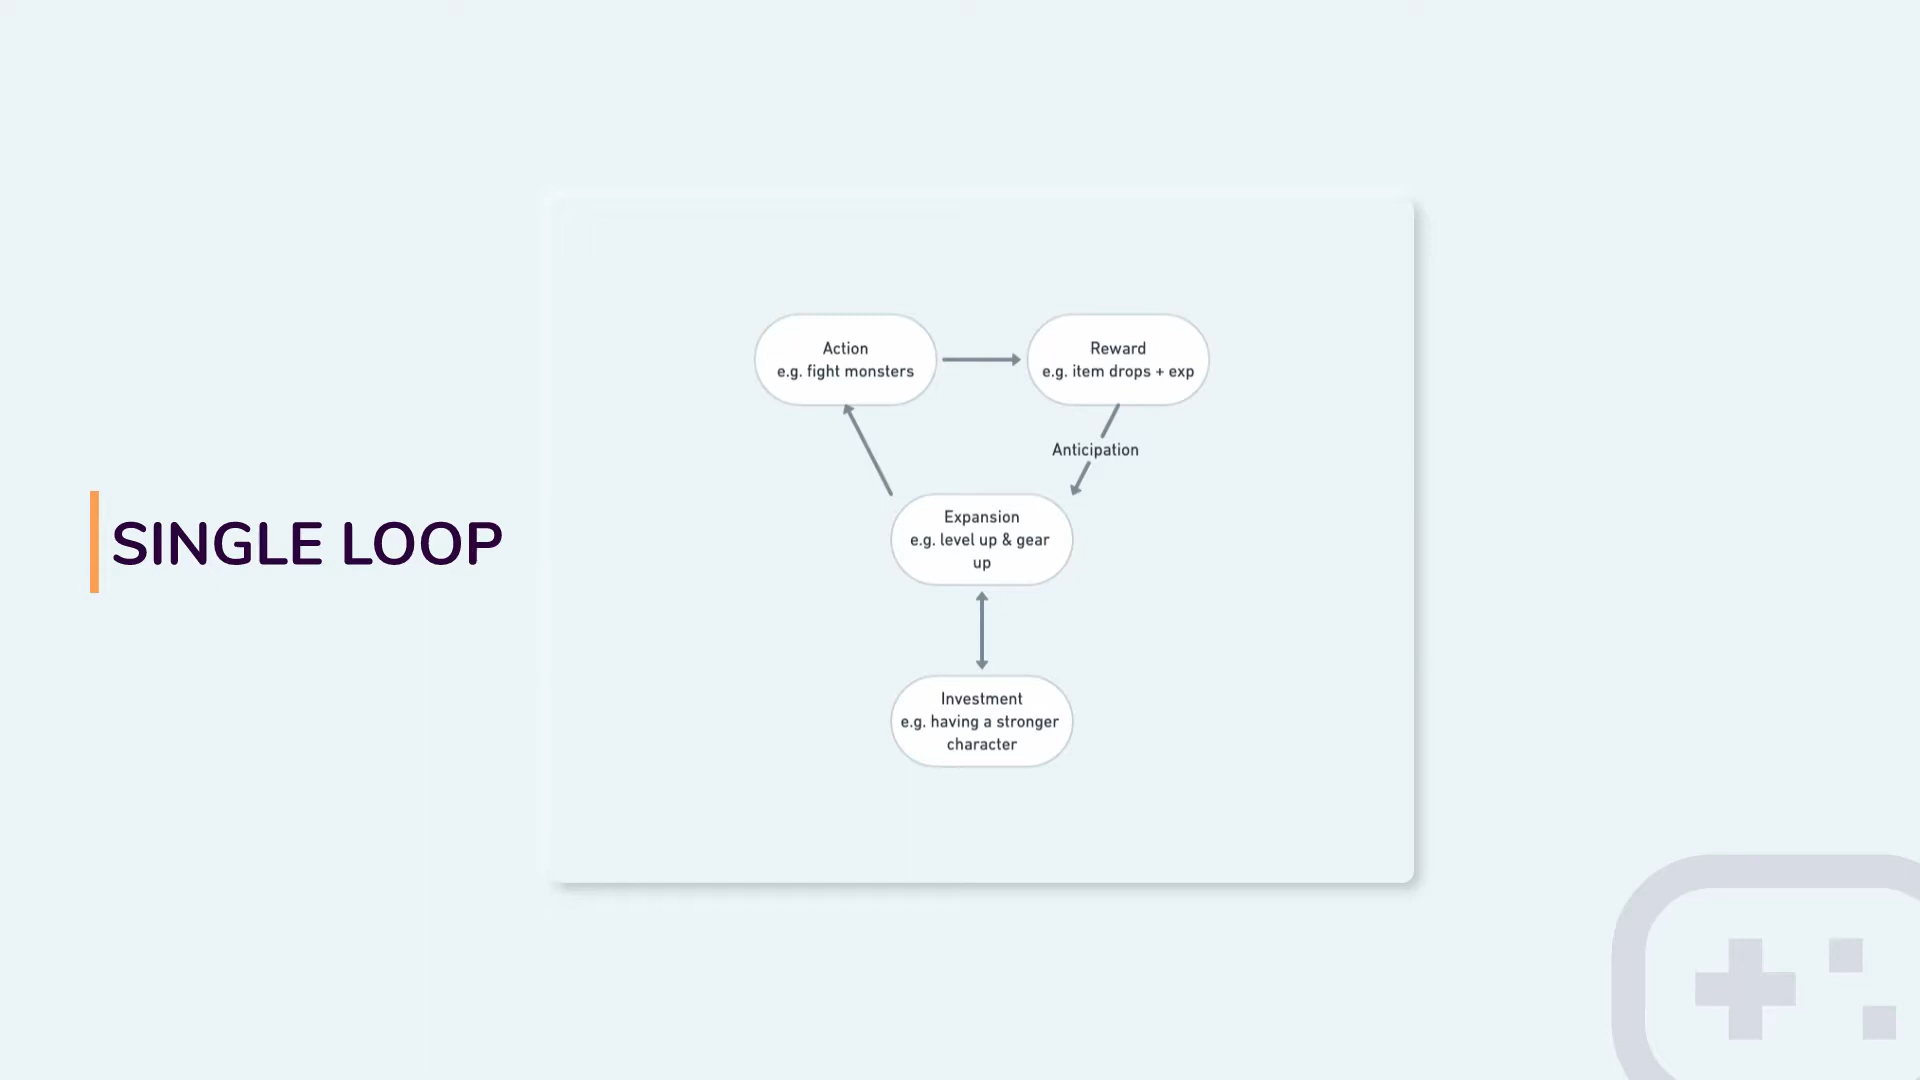 SINGLE LOOP
Action
e.g. fight monsters
Reward
e.g. item drops + exp
Anticipation
Expansion
e.g. level up & gear
up
Investment
e.g. having a stronger
character